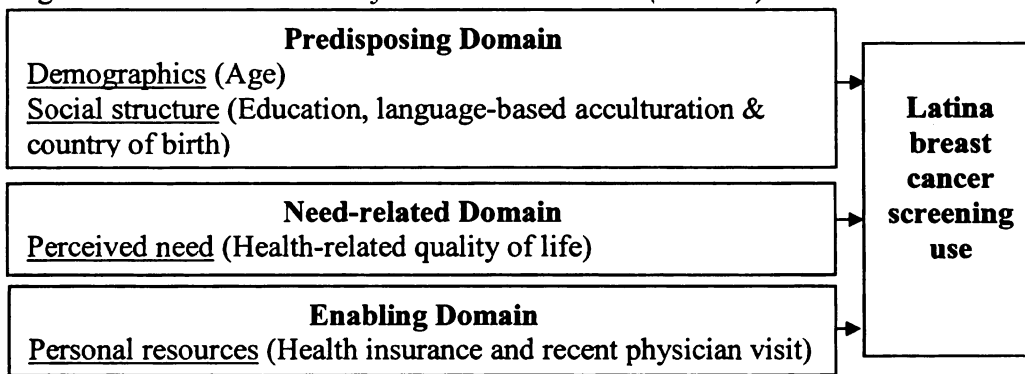 Predisposing Domain
Demographics (Age)
Social structure (Education, language-based acculturation &
country of birth)
Need-related Domain
Perceived need (Health-related quality of life)
Enabling Domain
Personal resources (Health insurance and recent physician visit)
Latina
breast
cancer
screening
use